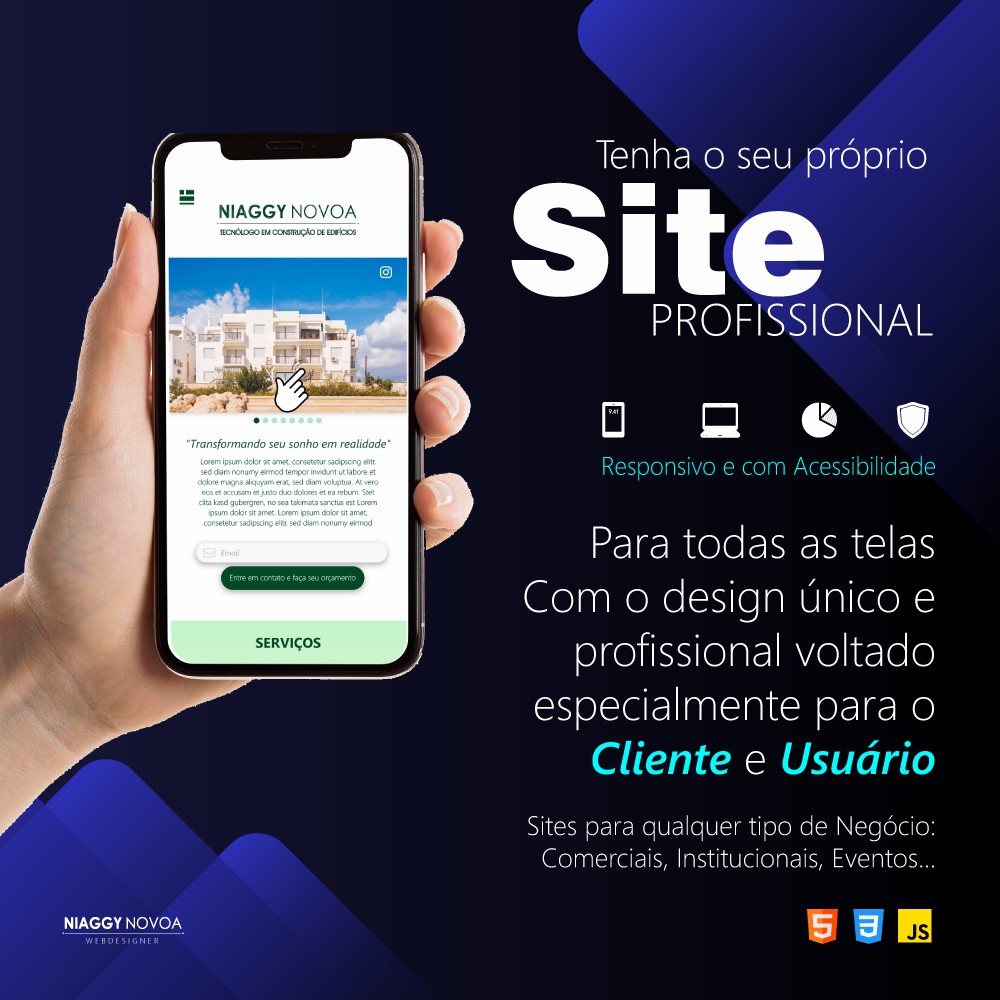 Tenha o seu próprio
Site
PROFISSIONAL
9:41
Responsivo e com Acessibilidade
Para todas as telas
Com o design único e
profissional voltado
especialmente para o
Cliente e Usuário
Sites para qualquer tipo de Negócio:
Comerciais, Institucionais, Eventos...
5
3
JS
NIAGGY NOVOA
TECNÓLOGO EM CONSTRUÇÃO DE EDIFÍCIOS
"Transformando seu sonho em realidade"
Lorem ipsum dolor sit amet, consetetur sadipscing elitr,
sed diam nonumy eirmod tempor invidunt ut labore et
dolore magna aliquyam erat, sed diam voluptua. At vero
eos et accusam et justo duo dolores et ea rebum. Stet
clita kasd gubergren, no sea takimata sanctus est Lorem
ipsum dolor sit amet. Lorem ipsum dolor sit amet,
consetetur sadipscing elitr, sed diam nonumy eirmod
Email
Entre em contato e faça seu orçamento
SERVIÇOS
NIAGGY NOVOA
WEBDESIGNER